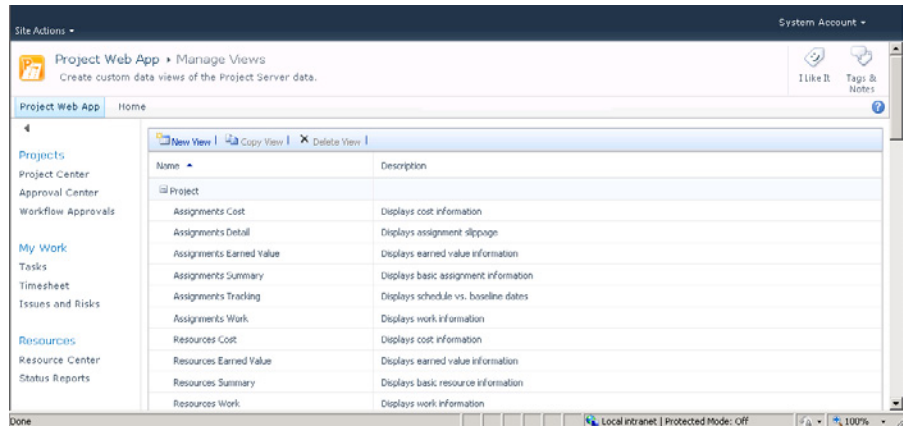 System Account
Site Actions
Project Web App ▸ Manage Views
Create custom data views of the Project Server data.
I Like It
Tags &
Notes
Project Web App Home
Projects
Project Center
Approval Center
Workflow Approvals
My Work
Tasks
Timesheet
Issues and Risks
Resources
Resource Center
Status Reports
New View | Copy View | Delete View |
Name Description
Project
Assignments Cost Displays cost information
Assignments Detail Displays assignment slippage
Assignments Earned Value Displays earned value information
Assignments Summary Displays basic assignment information
Assignments Tracking Displays schedule vs. baseline dates
Assignments Work Displays work information
Resources Cost Displays cost information
Resources Earned Value Displays earned value information
Resources Summary Displays basic resource information
Resources Work Displays work information
Done Local intranet | Protected Mode: Off 100%